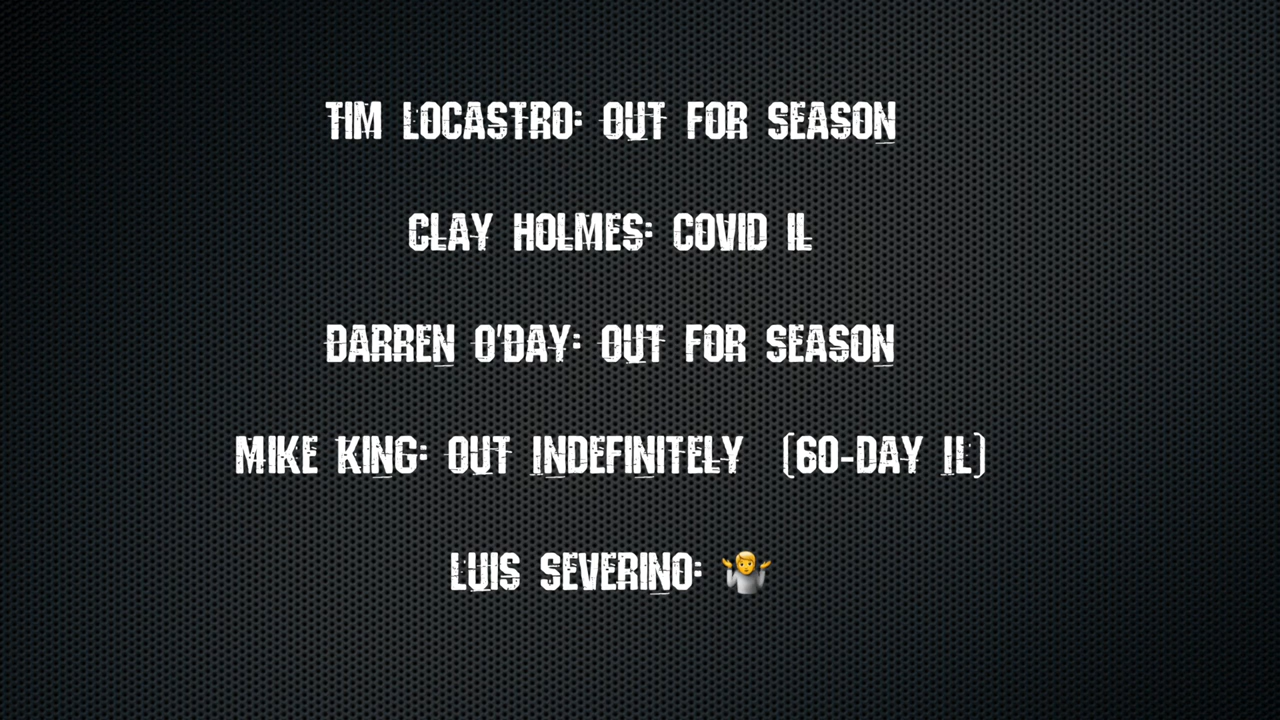 TIM LOCASTRO: OUT FOR SEASON
CLAY HOLMES: COVID IL
DARREN O'DAY: OUT FOR SEASON
MIKE KING: OUT INDEFINITELY (60-DAY IL)
LUIS SEVERINO: 🤷‍♂️